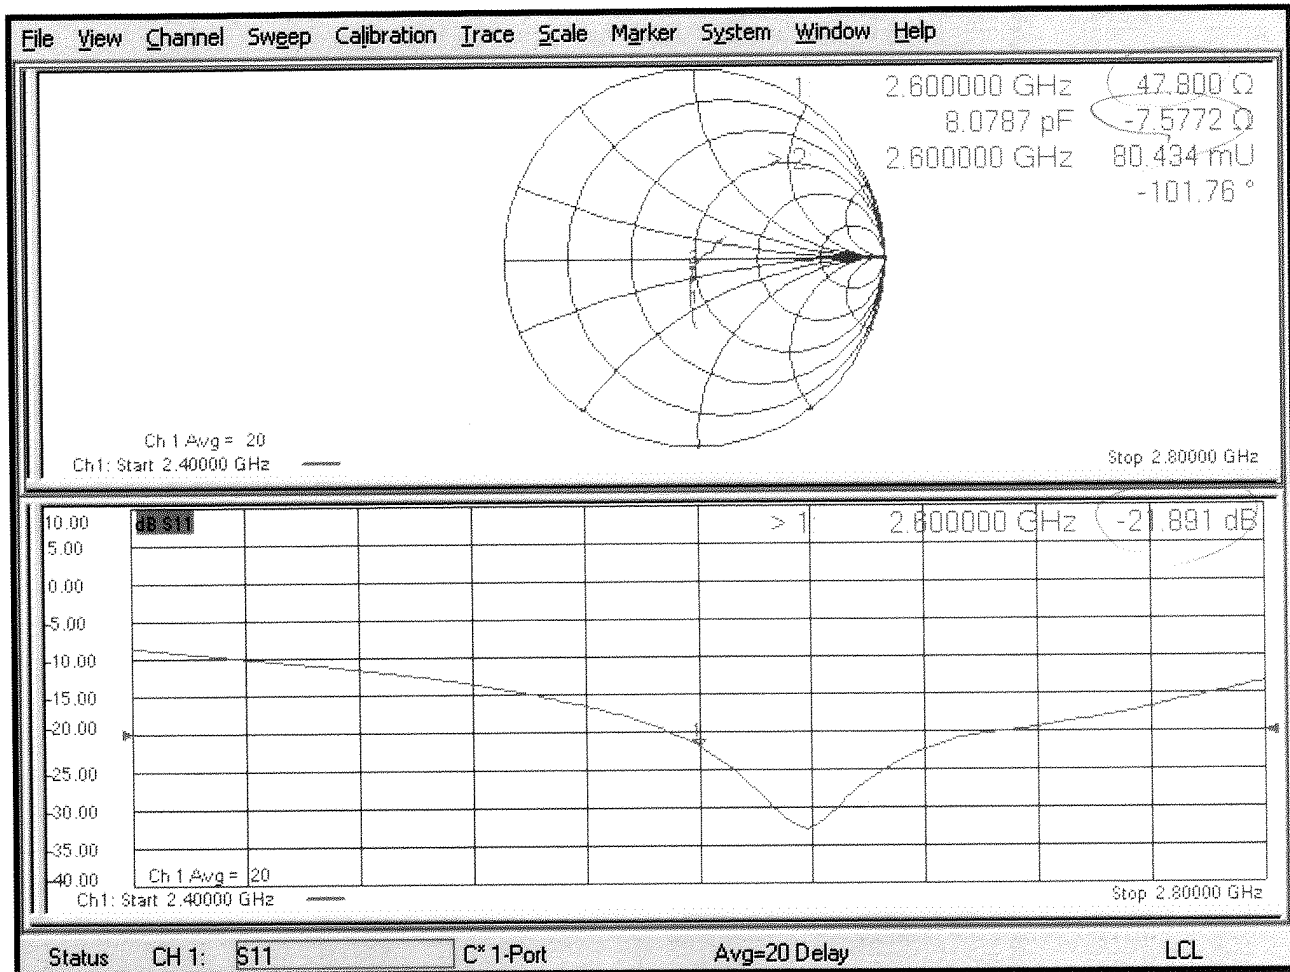 File View Channel Sweep Calibration Trace Scale Marker System Window Help
1: 2.600000 GHz 47.800 Ω
8.0787 pF -7.5772 Ω
> 2: 2.600000 GHz 80.434 mU
-101.76 °
Ch 1 Avg = 20
Ch1: Start 2.40000 GHz Stop 2.80000 GHz
10.00 dB S11 > 1: 2.600000 GHz -21.891 dB
5.00
0.00
-5.00
-10.00
-15.00
-20.00
-25.00
-30.00
-35.00
-40.00
Ch 1 Avg = 20
Ch1: Start 2.40000 GHz Stop 2.80000 GHz
Status CH 1: S11 C* 1-Port Avg=20 Delay LCL